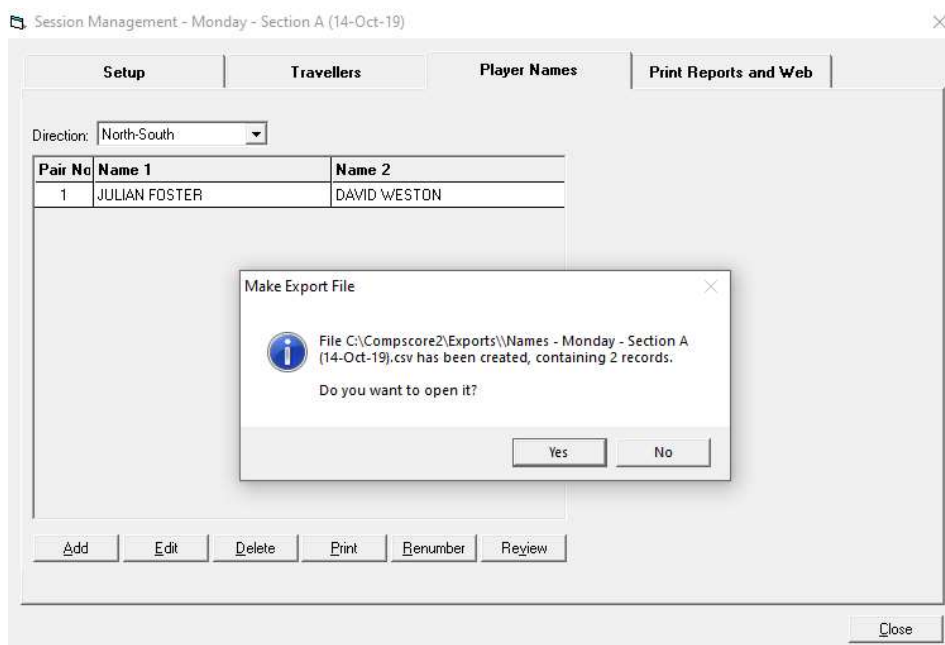 Session Management - Monday - Section A (14-Oct-19)
Setup Travellers Player Names Print Reports and Web
Direction: North-South
Pair No Name 1 Name 2
1 JULIAN FOSTER DAVID WESTON
Make Export File
File C:\Compscore2\Exports\\Names - Monday - Section A
(14-Oct-19).csv has been created, containing 2 records.
Do you want to open it?
Yes No
Add Edit Delete Print Renumber Review
Close